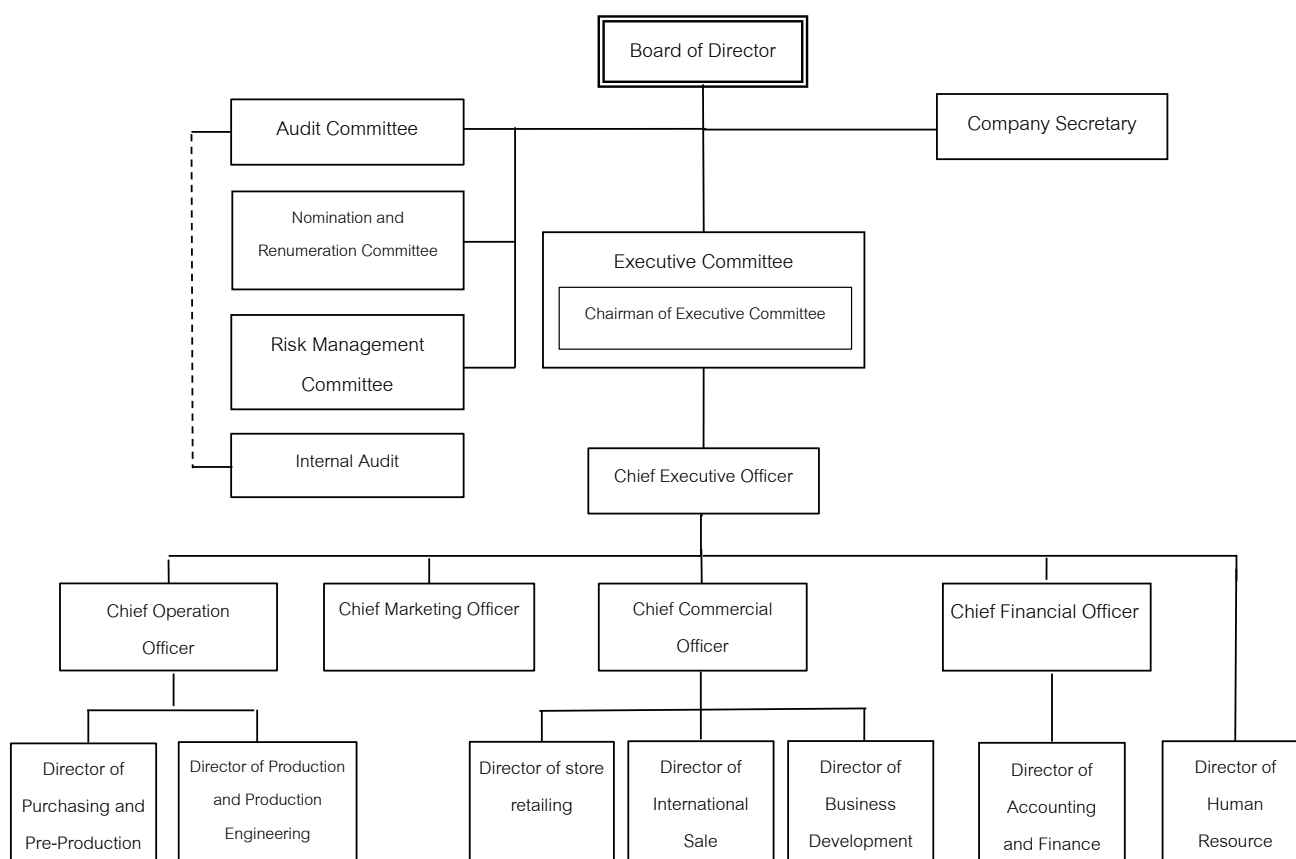 Board of Director
Audit Committee
Company Secretary
Nomination and
Renumeration Committee
Executive Committee
Chairman of Executive Committee
Risk Management
Committee
Internal Audit
Chief Executive Officer
Chief Operation
Officer
Chief Marketing Officer
Chief Commercial
Officer
Chief Financial Officer
Director of
Purchasing and
Pre-Production
Director of Production
and Production
Engineering
Director of store
retailing
Director of
International
Sale
Director of
Business
Development
Director of
Accounting
and Finance
Director of
Human
Resource